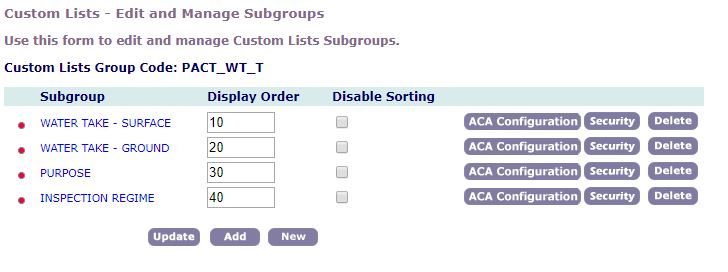 Custom Lists - Edit and Manage Subgroups
Use this form to edit and manage Custom Lists Subgroups.
Custom Lists Group Code: PACT_WT_T
Subgroup Display Order Disable Sorting
WATER TAKE - SURFACE 10 ACA Configuration Security Delete
WATER TAKE - GROUND 20 ACA Configuration Security Delete
PURPOSE 30 ACA Configuration Security Delete
INSPECTION REGIME 40 ACA Configuration Security Delete
Update Add New